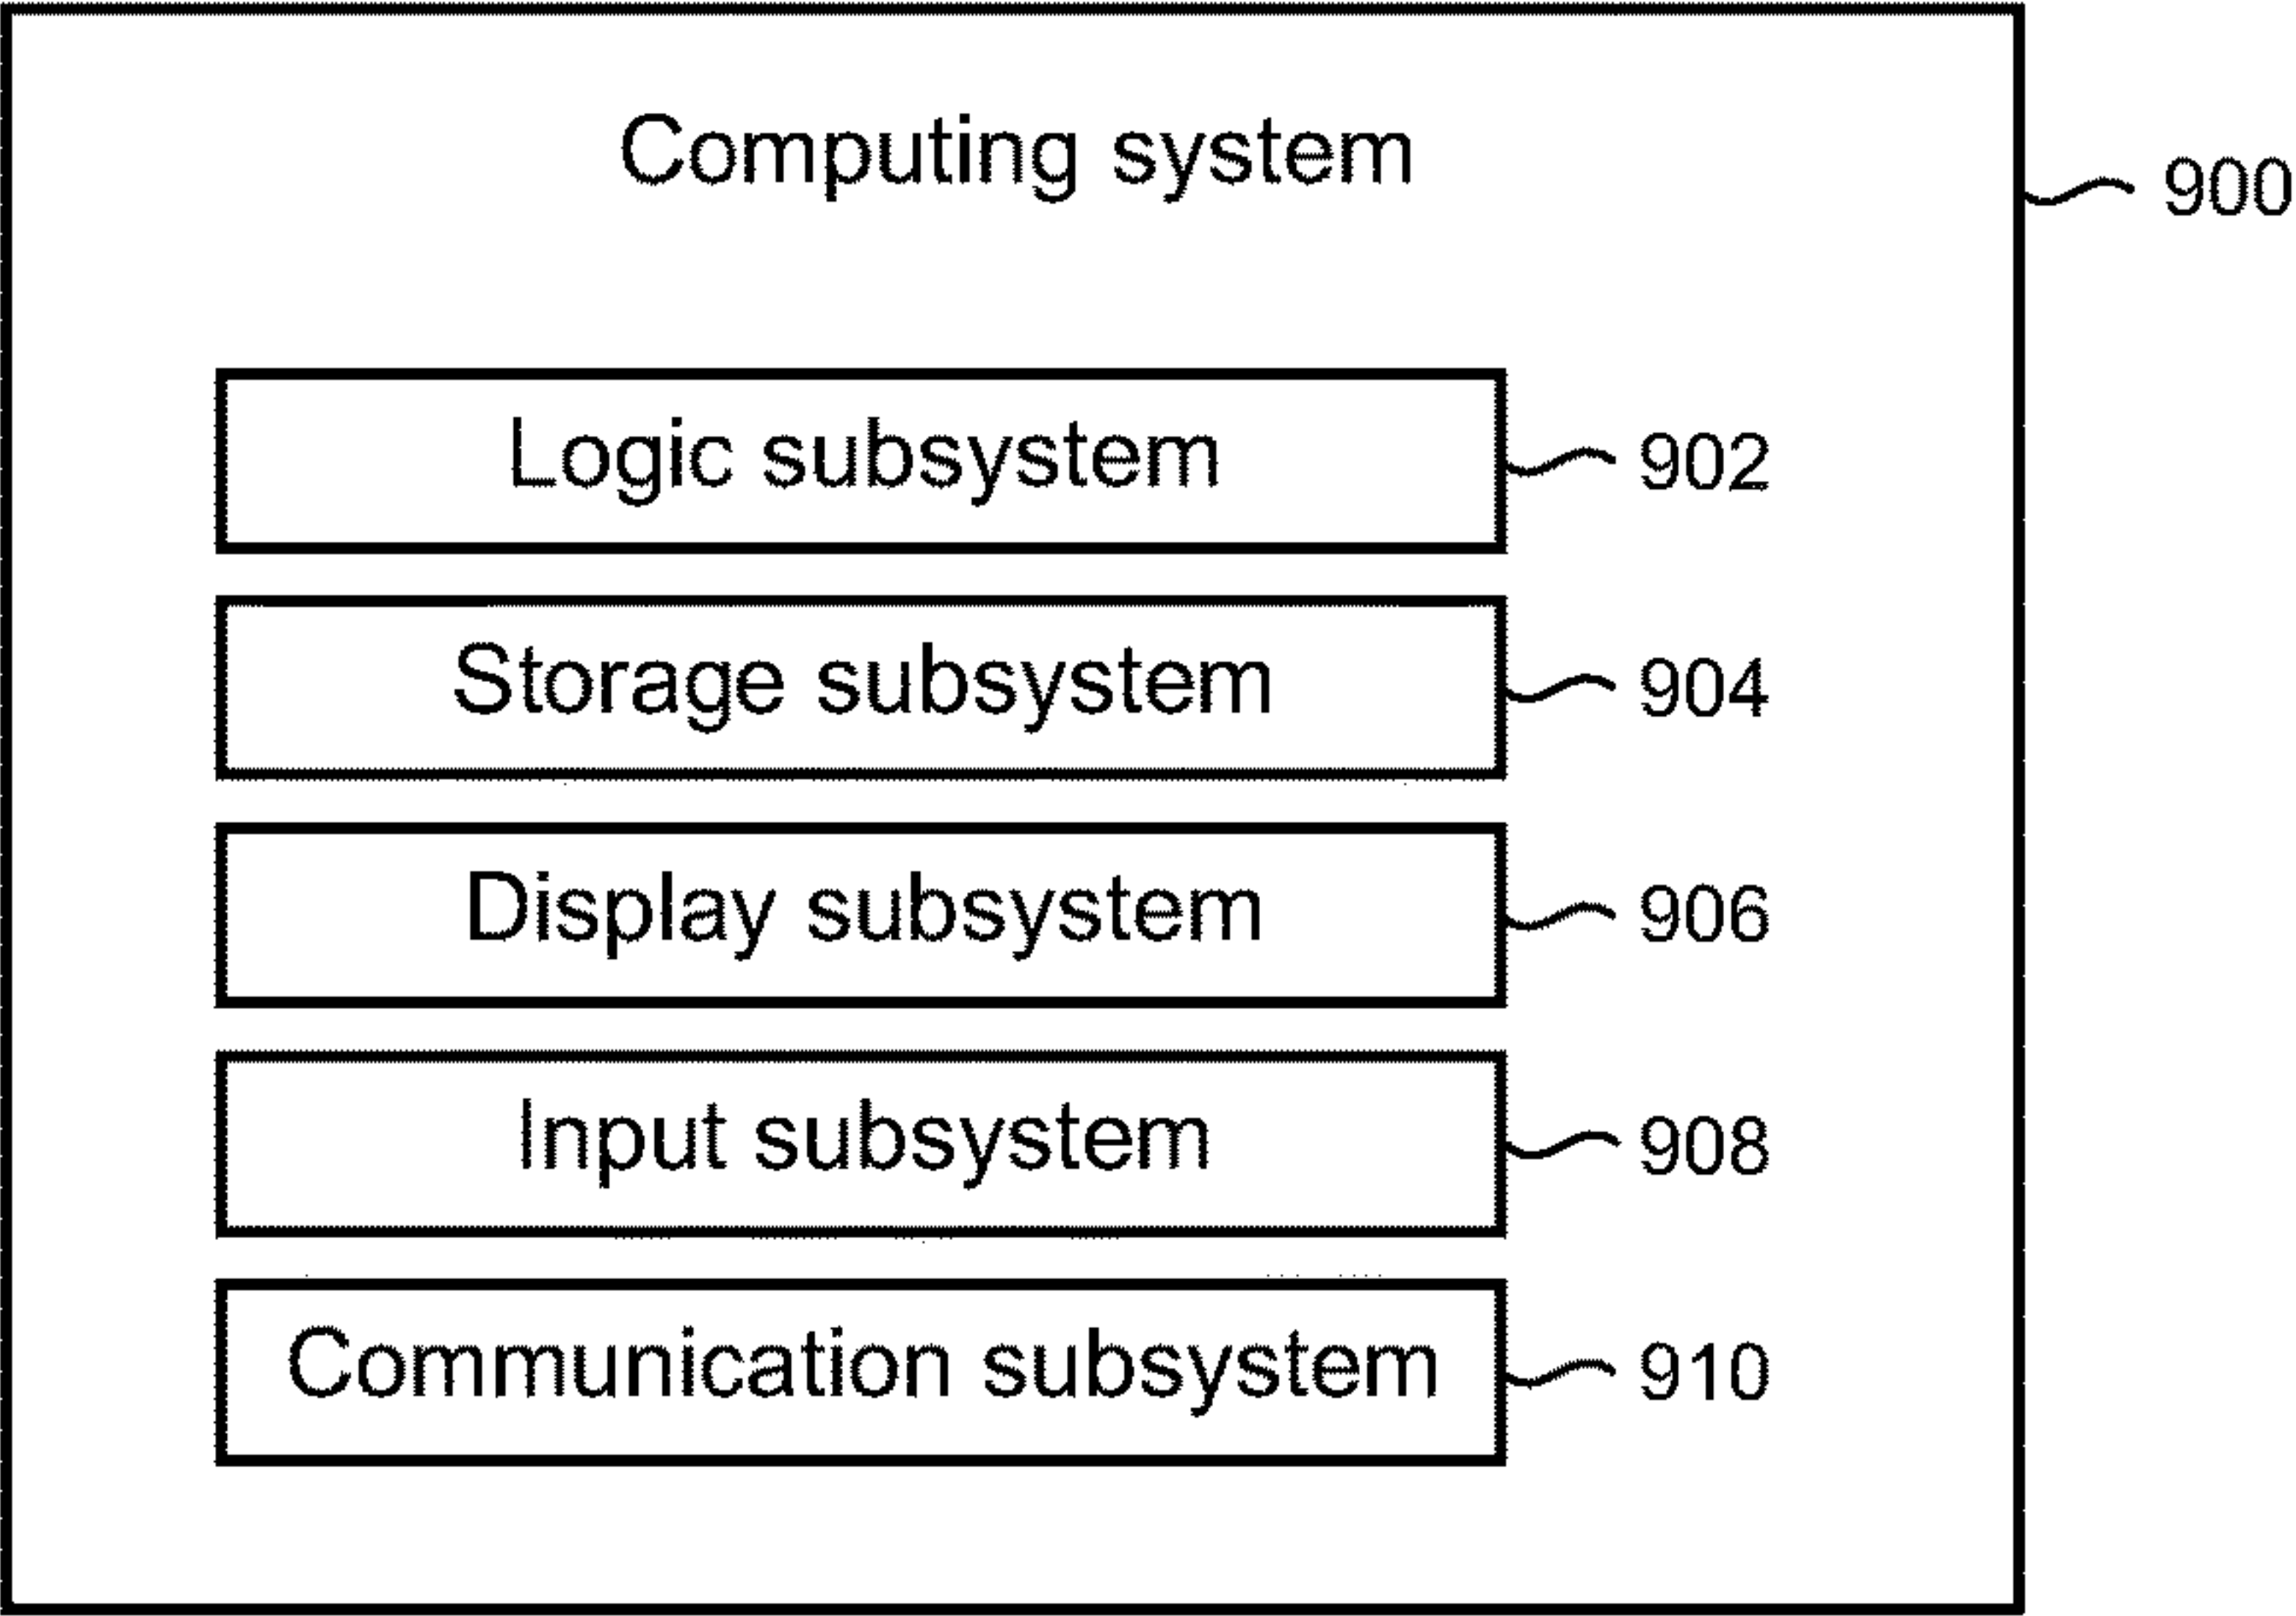 Computing system
900
Logic subsystem
902
Storage subsystem
904
Display subsystem
906
Input subsystem
908
Communication subsystem
910